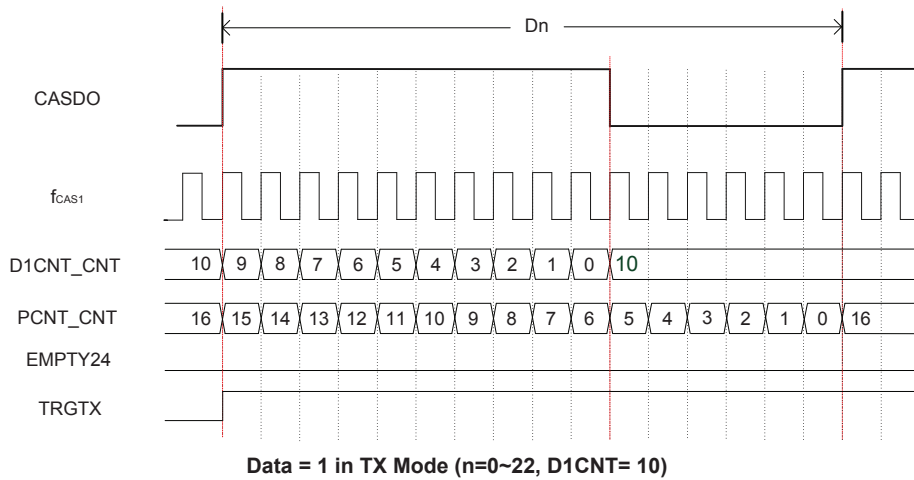 Dn
CASDO
fCAS1
D1CNT_CNT 10 9 8 7 6 5 4 3 2 1 0 10
PCNT_CNT 16 15 14 13 12 11 10 9 8 7 6 5 4 3 2 1 0 16
EMPTY24
TRGTX
Data = 1 in TX Mode (n=0~22, D1CNT= 10)